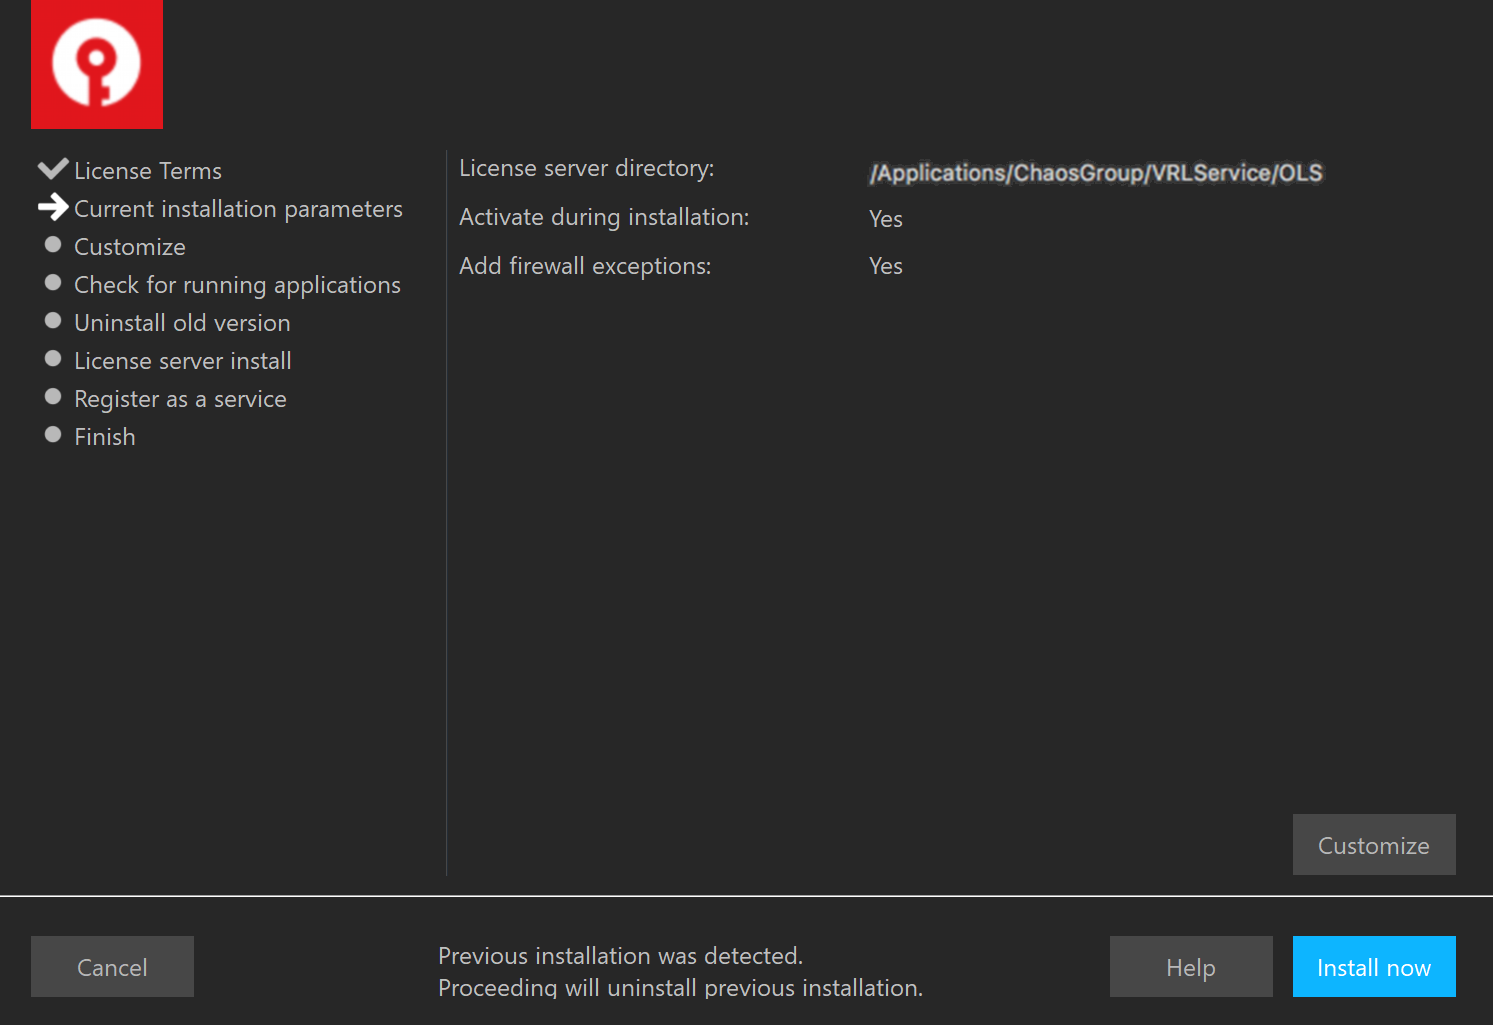 License Terms
Current installation parameters
Customize
Check for running applications
Uninstall old version
License server install
Register as a service
Finish
License server directory: /Applications/ChaosGroup/VRLService/OLS
Activate during installation: Yes
Add firewall exceptions: Yes
Customize
Cancel
Previous installation was detected.
Proceeding will uninstall previous installation.
Help
Install now